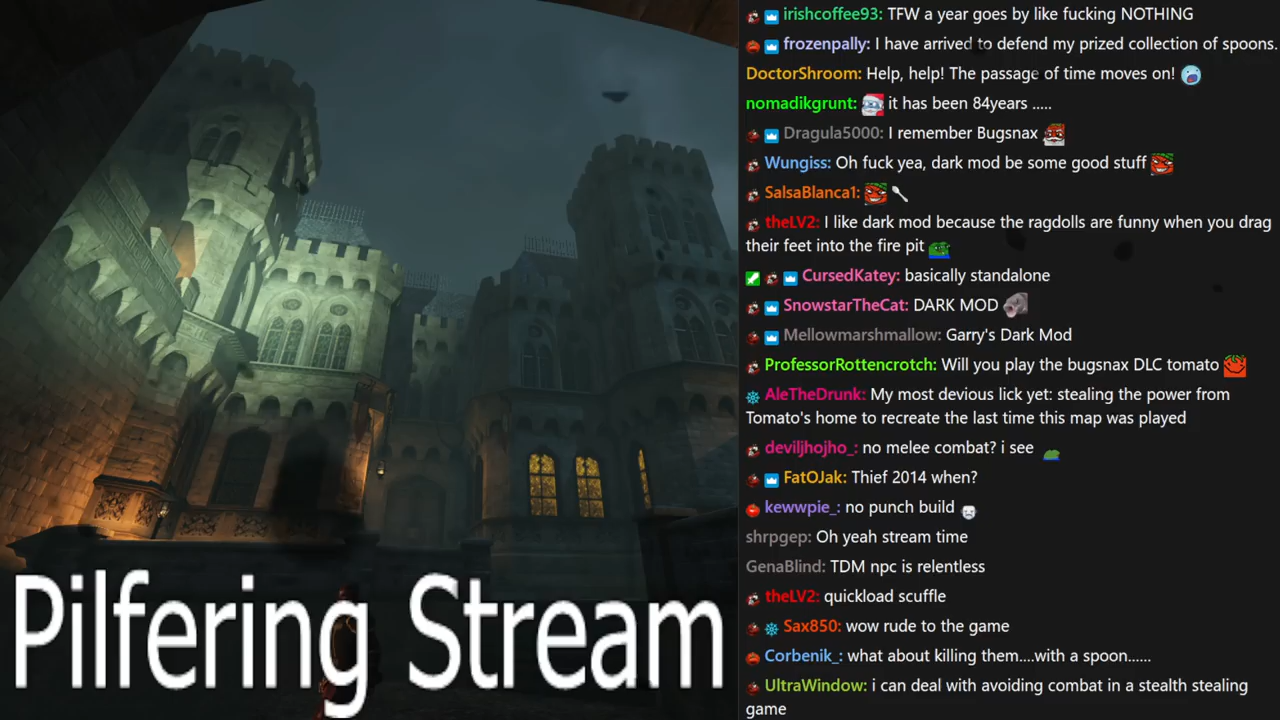 Pilfering Stream
irishcoffee93: TFW a year goes by like fucking NOTHING
frozenpally: I have arrived to defend my prized collection of spoons.
DoctorShroom: Help, help! The passage of time moves on!
nomadikgrunt: it has been 84years .....
Dragula5000: I remember Bugsnax
Wungiss: Oh fuck yea, dark mod be some good stuff
SalsaBlanca1:
theLV2: I like dark mod because the ragdolls are funny when you drag
their feet into the fire pit
CursedKatey: basically standalone
SnowstarTheCat: DARK MOD
Mellowmarshmallow: Garry's Dark Mod
ProfessorRottencrotch: Will you play the bugsnax DLC tomato
AleTheDrunk: My most devious lick yet: stealing the power from
Tomato's home to recreate the last time this map was played
deviljhojho_: no melee combat? i see
FatOJak: Thief 2014 when?
kewwpie_: no punch build
shrpgep: Oh yeah stream time
GenaBlind: TDM npc is relentless
theLV2: quickload scuffle
Sax850: wow rude to the game
Corbenik_: what about killing them....with a spoon......
UltraWindow: i can deal with avoiding combat in a stealth stealing
game